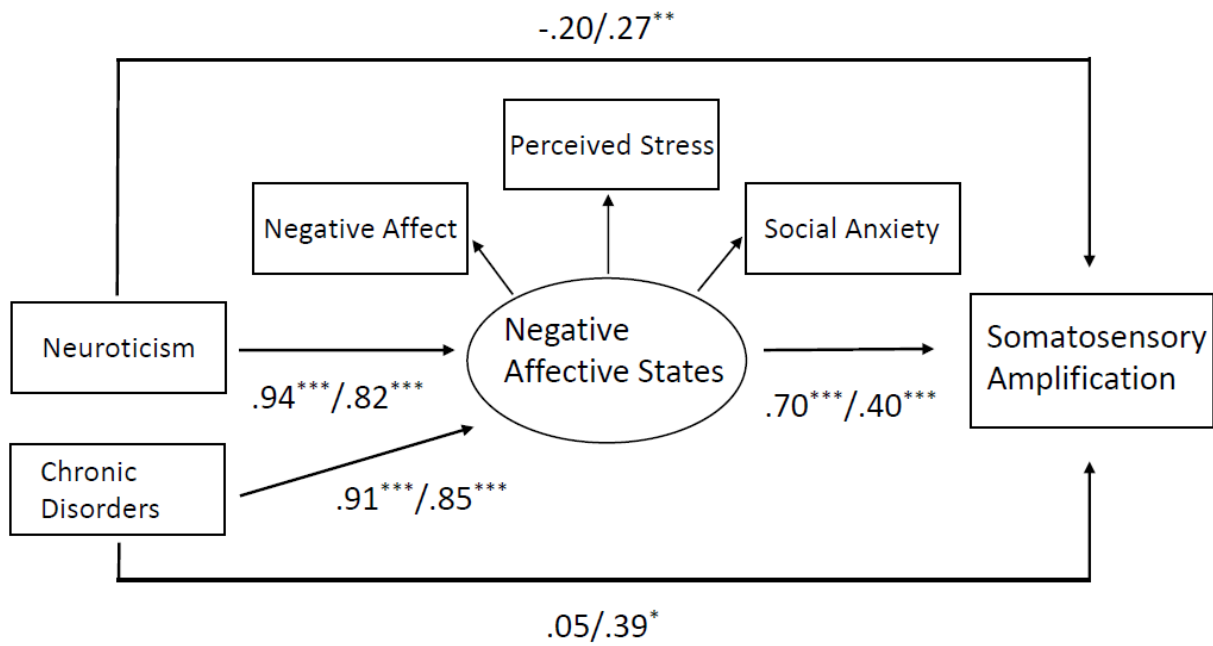 -.20/.27**
Perceived Stress
Negative Affect
Social Anxiety
Neuroticism
Negative
Affective States
Somatosensory
Amplification
.94***/.82***
.70***/.40***
Chronic
Disorders
.91***/.85***
.05/.39*